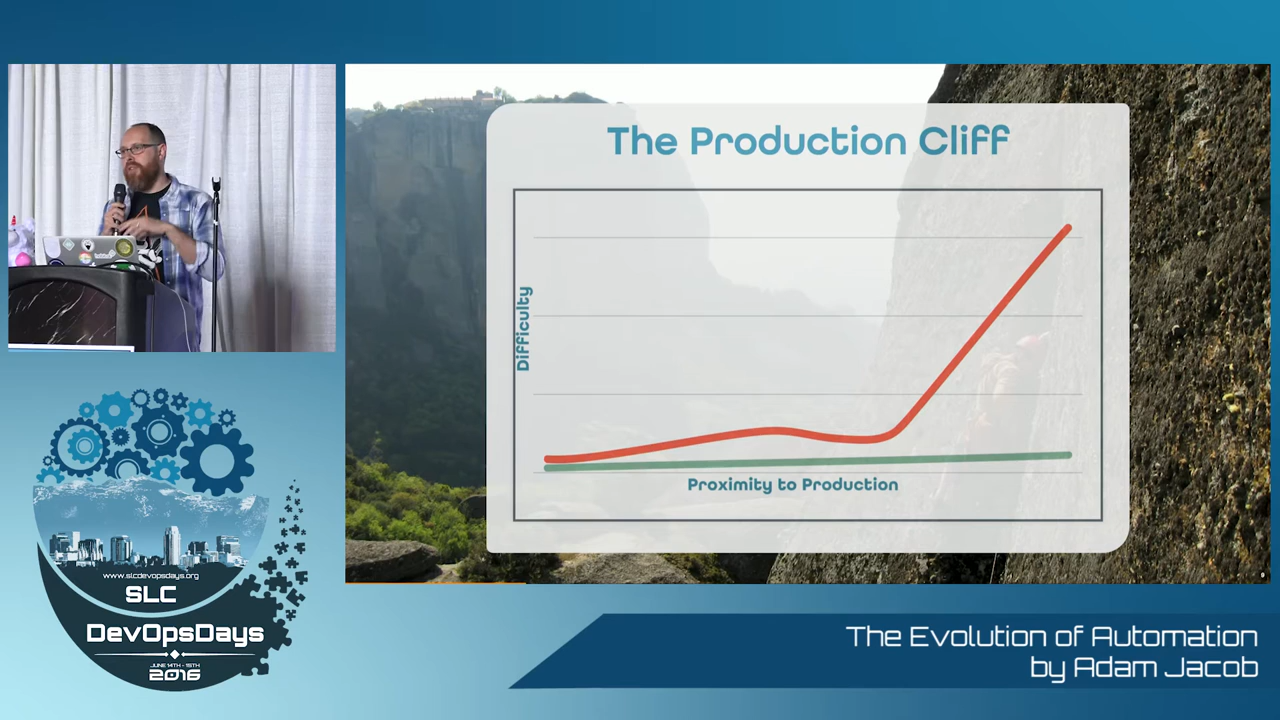 The Production Cliff
Difficulty
Proximity to Production
www.slcdevopsdays.org
SLC
DevOpsDays
JUNE 14TH - 15TH
2016
The Evolution of Automation
by Adam Jacob